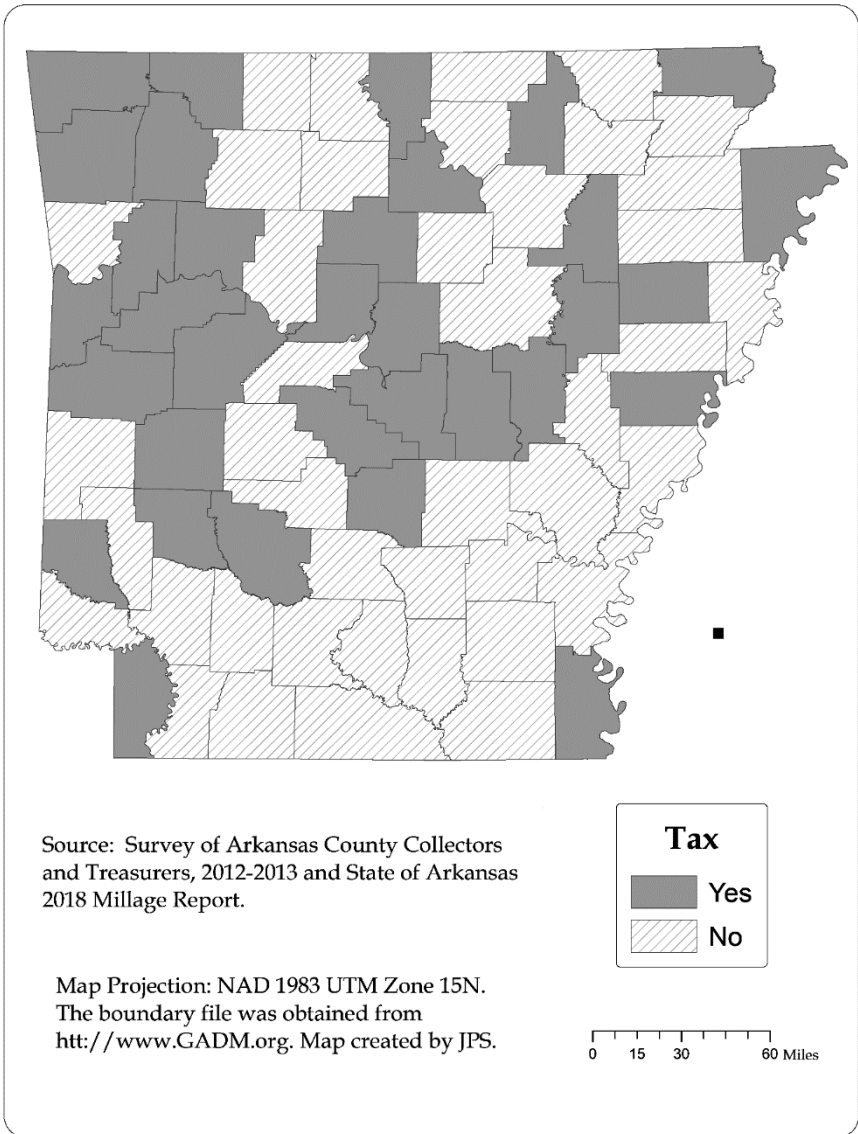 Source: Survey of Arkansas County Collectors
and Treasurers, 2012-2013 and State of Arkansas
2018 Millage Report.
Map Projection: NAD 1983 UTM Zone 15N.
The boundary file was obtained from
htt://www.GADM.org. Map created by JPS.
Tax
Yes
No
0 15 30 60 Miles